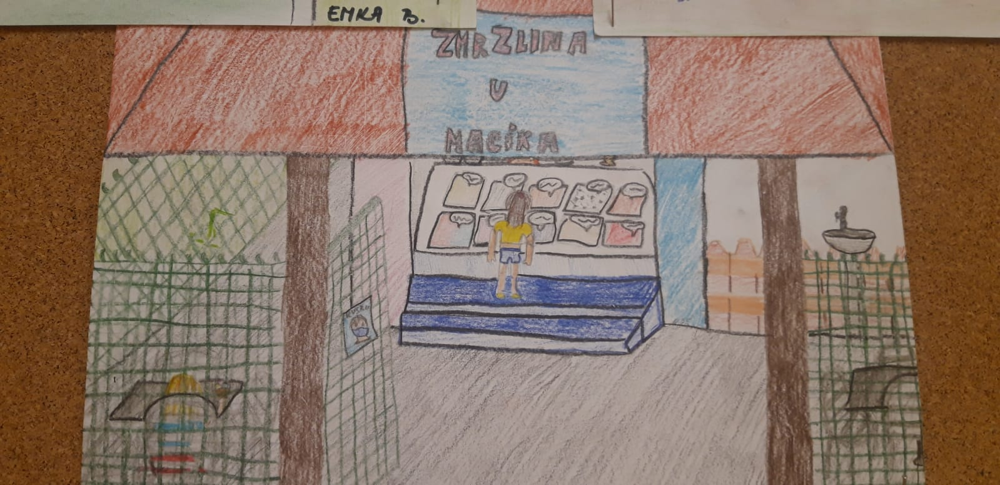 EMKA B.
ZMRZLINA
U
MACÍKA